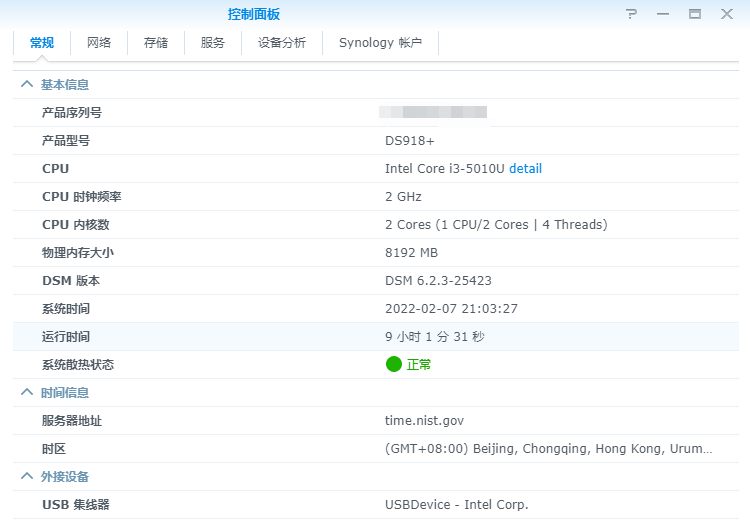 控制面板
常规 网络 存储 服务 设备分析 Synology 帐户
基本信息
产品序列号
产品型号 DS918+
CPU Intel Core i3-5010U detail
CPU 时钟频率 2 GHz
CPU 内核数 2 Cores (1 CPU/2 Cores | 4 Threads)
物理内存大小 8192 MB
DSM 版本 DSM 6.2.3-25423
系统时间 2022-02-07 21:03:27
运行时间 9 小时 1 分 31 秒
系统散热状态 正常
时间信息
服务器地址 time.nist.gov
时区 (GMT+08:00) Beijing, Chongqing, Hong Kong, Urum...
外接设备
USB 集线器 USBDevice - Intel Corp.